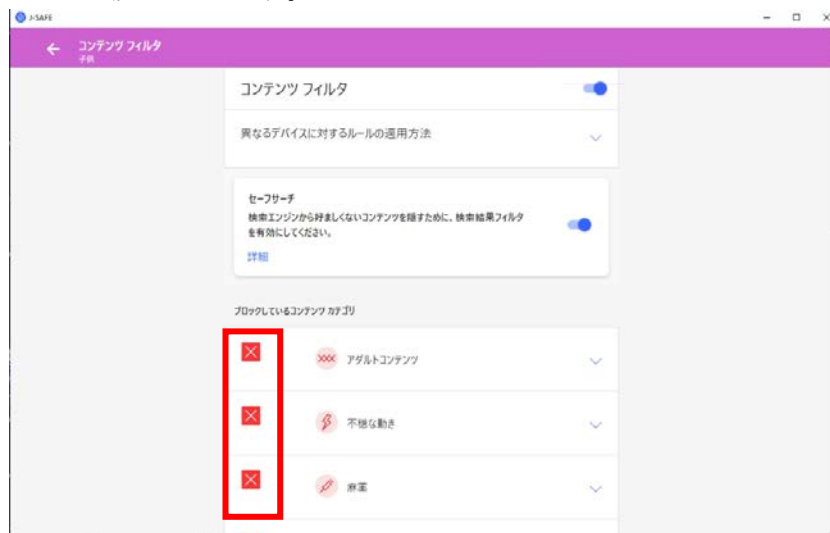 J-SAFE
コンテンツ フィルタ
子供
コンテンツ フィルタ
異なるデバイスに対するルールの適用方法
セーフサーチ
検索エンジンから好ましくないコンテンツを隠すために、検索結果フィルタ
を有効にしてください。
詳細
ブロックしているコンテンツ カテゴリ
XXX アダルトコンテンツ
不穏な動き
麻薬